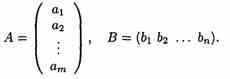 A = ( a₁ a₂ ⋮ aₘ ) , B = (b₁ b₂ … bₙ).